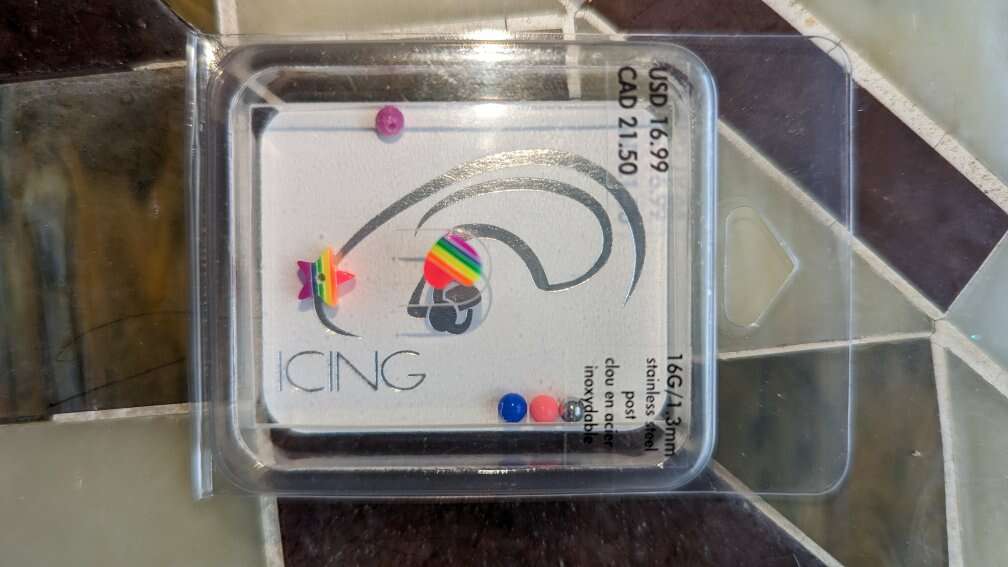 USD 16.99
CAD 21.50
16G/1.3mm
stainless steel
post
clou en acier
inoxydable
ICING